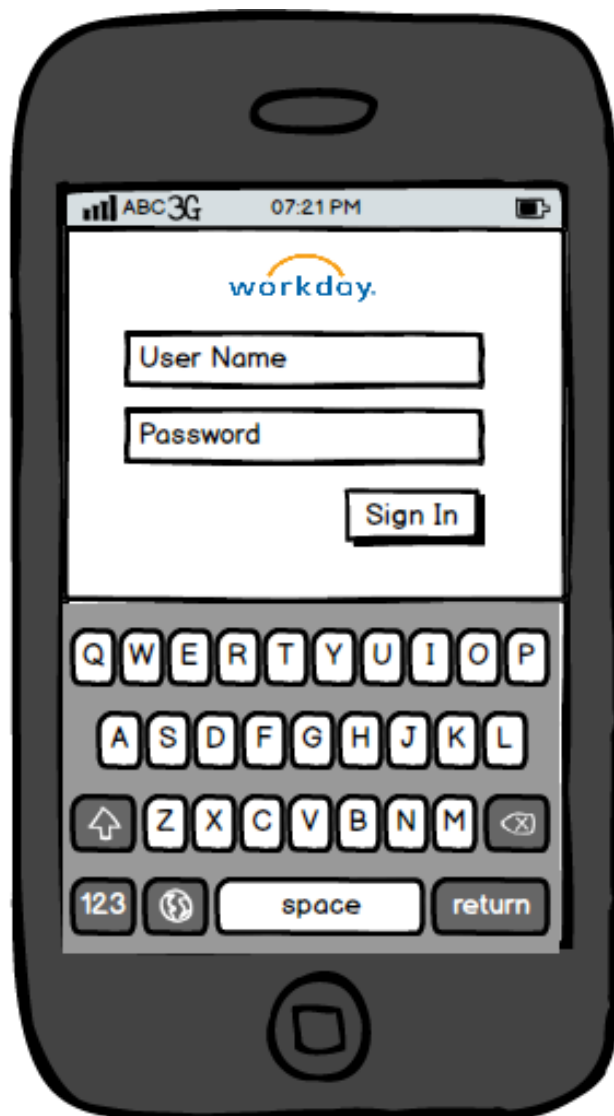 ABC 3G 07:21 PM
workday.
User Name
Password
Sign In
Q W E R T Y U I O P
A S D F G H J K L
Z X C V B N M
123 space return